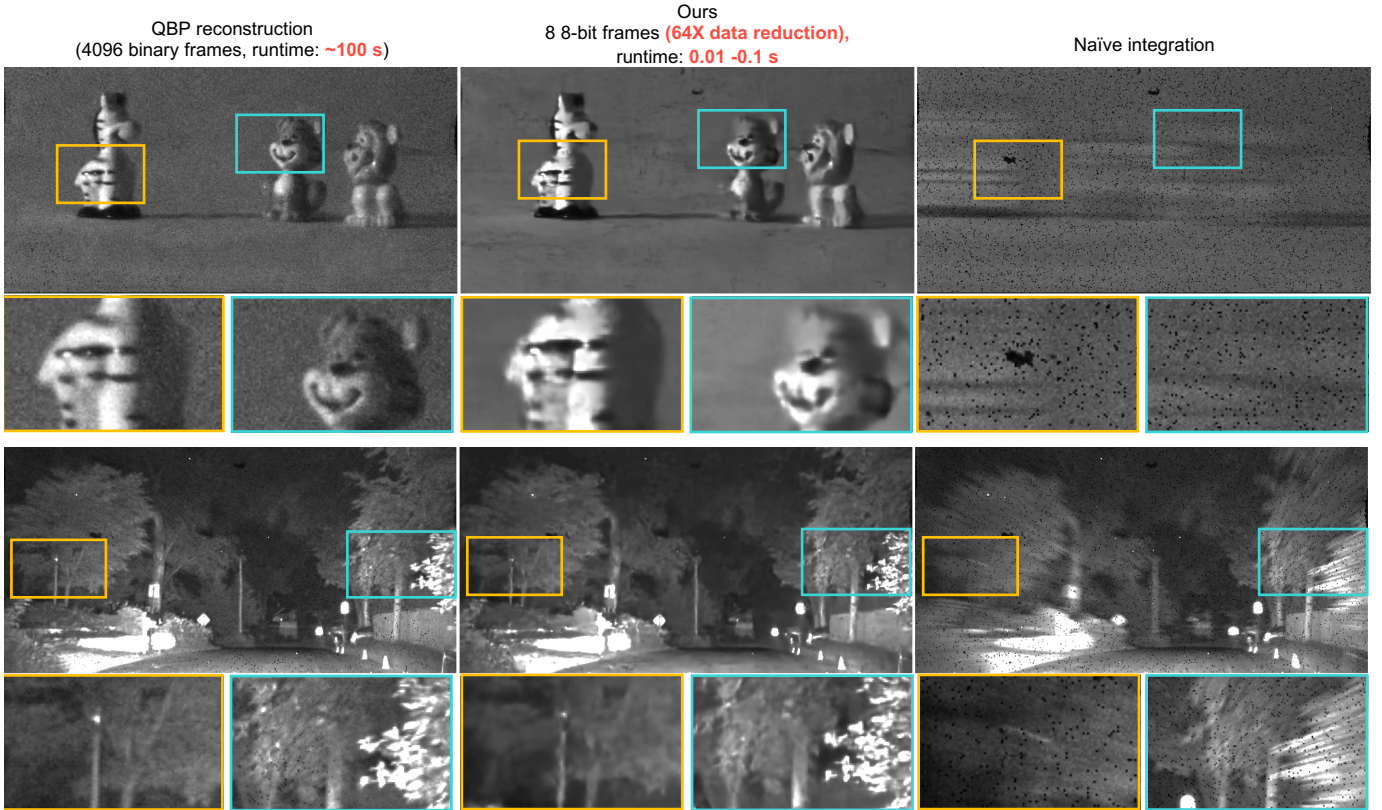 QBP reconstruction
(4096 binary frames, runtime: ~100 s)
Ours
8 8-bit frames (64X data reduction),
runtime: 0.01 -0.1 s
Naïve integration